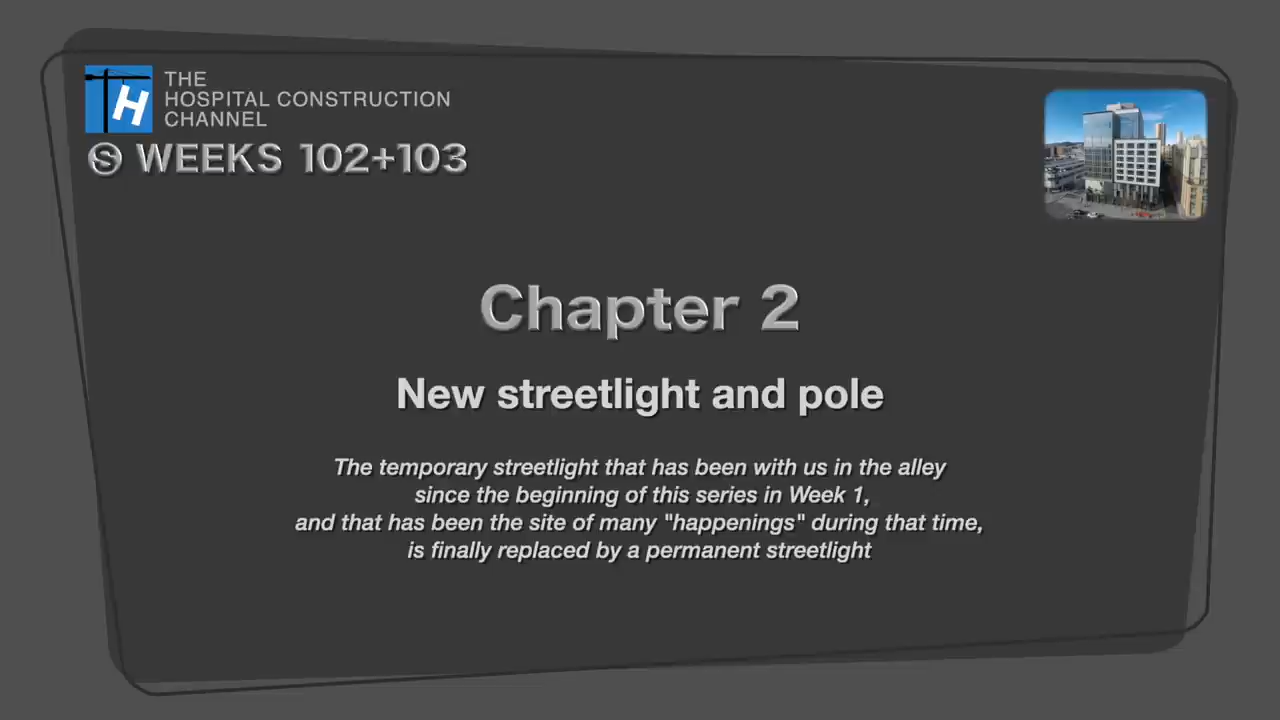 THE
HOSPITAL CONSTRUCTION
CHANNEL
H
Ⓢ WEEKS 102+103
Chapter 2
New streetlight and pole
The temporary streetlight that has been with us in the alley
since the beginning of this series in Week 1,
and that has been the site of many "happenings" during that time,
is finally replaced by a permanent streetlight